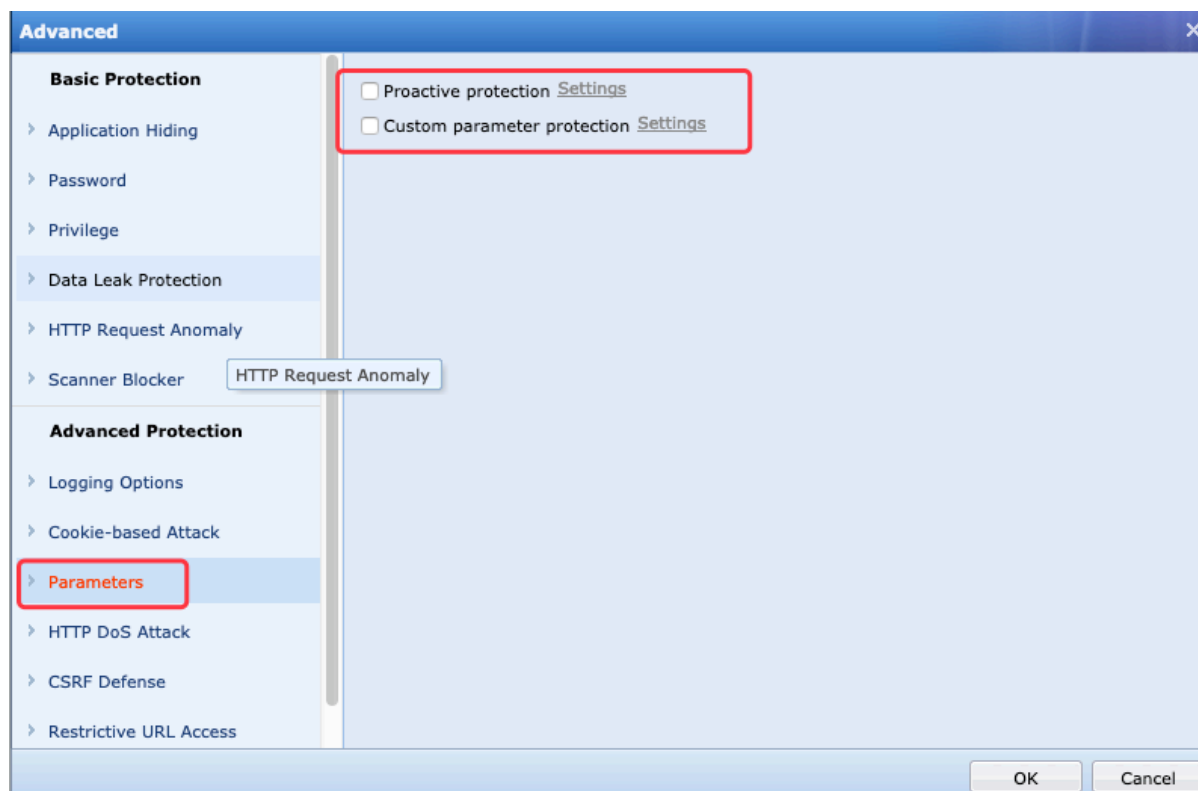 Advanced
Basic Protection
Application Hiding
Password
Privilege
Data Leak Protection
HTTP Request Anomaly
Scanner Blocker
HTTP Request Anomaly
Advanced Protection
Logging Options
Cookie-based Attack
Parameters
HTTP DoS Attack
CSRF Defense
Restrictive URL Access
Proactive protection Settings
Custom parameter protection Settings
OK
Cancel